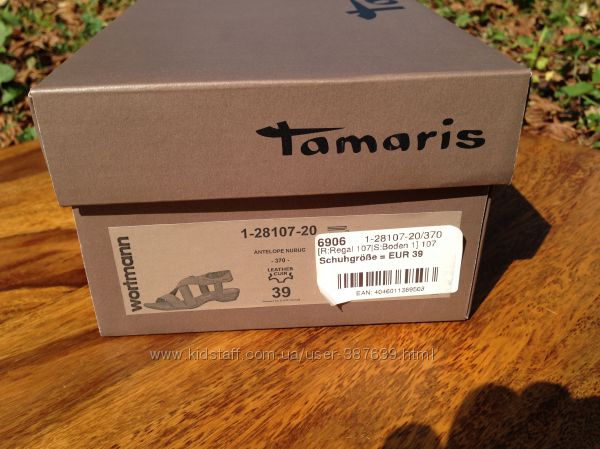 Tamaris
wortmann
1-28107-20
ANTELOPE NUBUC
- 370 -
LEATHER
CUIR
39
6906 1-28107-20/370
[R:Regal 107|S:Boden 1] 107
Schuhgröße = EUR 39
EAN: 4046011389503
www.kidstaff.com.ua/user-387639.html